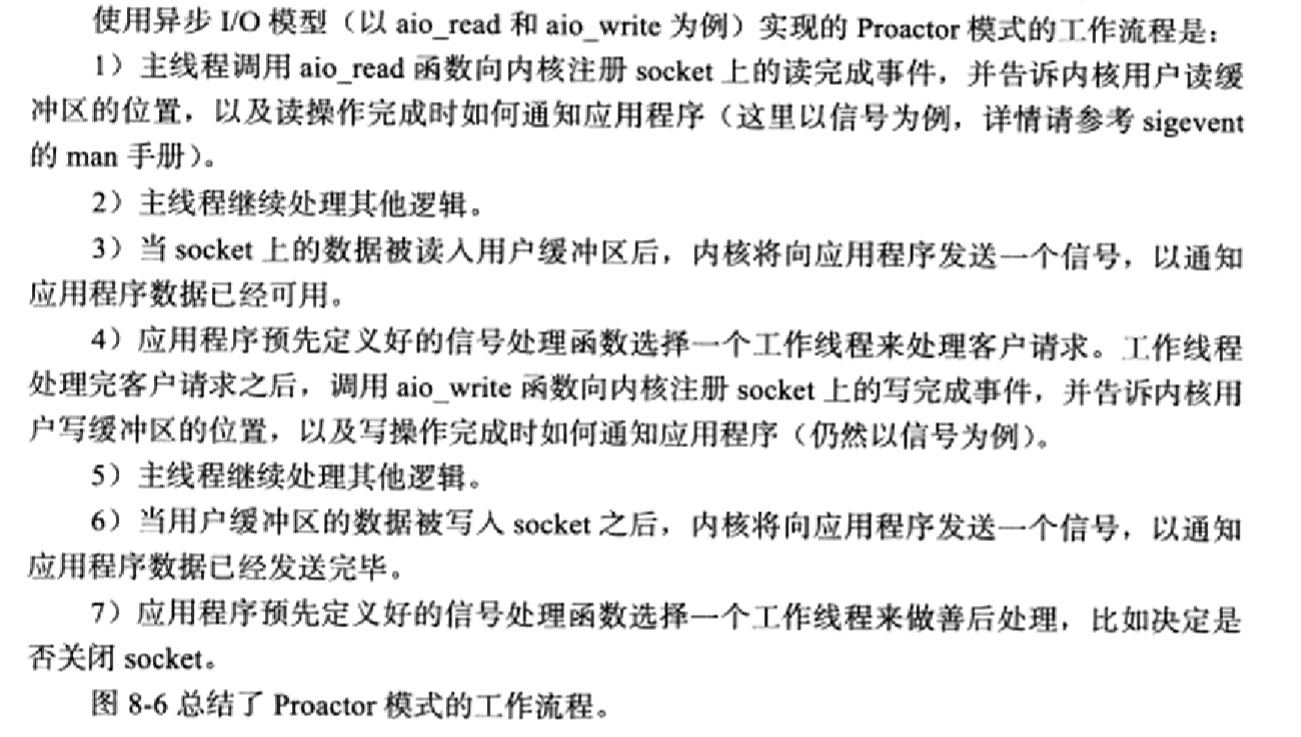 使用异步 I/O 模型（以 aio_read 和 aio_write 为例）实现的 Proactor 模式的工作流程是：
1）主线程调用 aio_read 函数向内核注册 socket 上的读完成事件，并告诉内核用户读缓
冲区的位置，以及读操作完成时如何通知应用程序（这里以信号为例，详情请参考 sigevent
的 man 手册）。
2）主线程继续处理其他逻辑。
3）当 socket 上的数据被读入用户缓冲区后，内核将向应用程序发送一个信号，以通知
应用程序数据已经可用。
4）应用程序预先定义好的信号处理函数选择一个工作线程来处理客户请求。工作线程
处理完客户请求之后，调用 aio_write 函数向内核注册 socket 上的写完成事件，并告诉内核用
户写缓冲区的位置，以及写操作完成时如何通知应用程序（仍然以信号为例）。
5）主线程继续处理其他逻辑。
6）当用户缓冲区的数据被写入 socket 之后，内核将向应用程序发送一个信号，以通知
应用程序数据已经发送完毕。
7）应用程序预先定义好的信号处理函数选择一个工作线程来做善后处理，比如决定是
否关闭 socket。
图 8-6 总结了 Proactor 模式的工作流程。